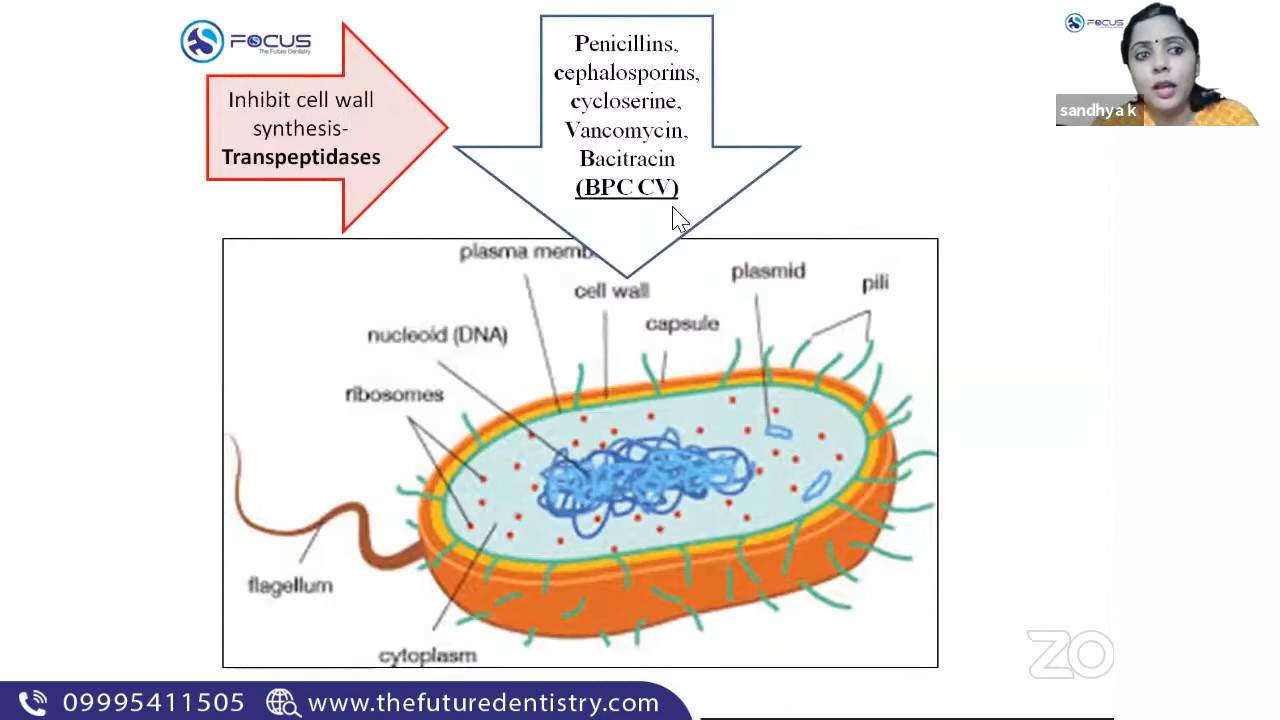 FOCUS
The Future Dentistry
Inhibit cell wall
synthesis-
Transpeptidases
Penicillins,
cephalosporins,
cycloserine,
Vancomycin,
Bacitracin
(BPC CV)
FOCUS
sandhya k
plasma memb
cell wall
plasmid
pili
capsule
nucleoid (DNA)
ribosomes
flagellum
cytoplasm
ZO
09995411505
www.thefuturedentistry.com